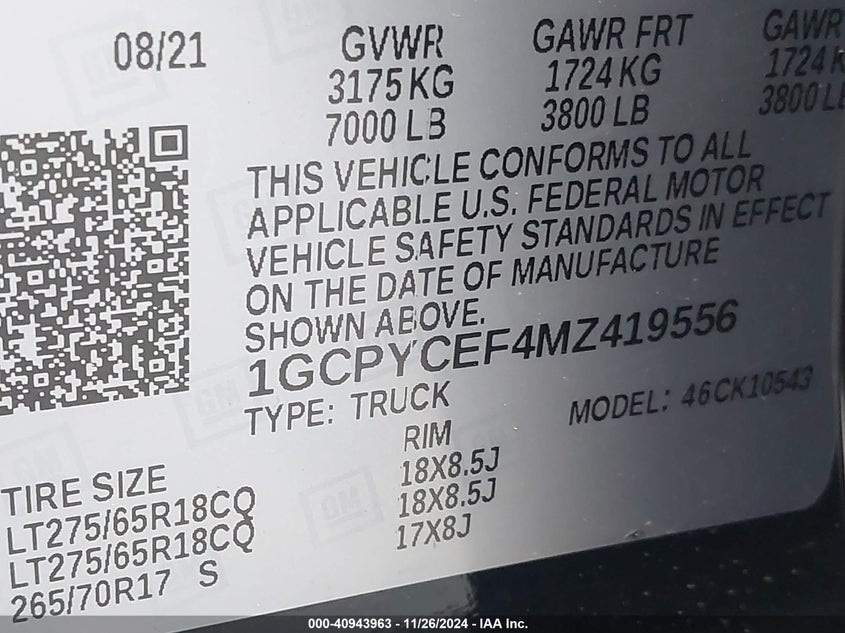 08/21 GVWR GAWR FRT GAWR
3175 KG 1724 KG 1724 K
7000 LB 3800 LB 3800 LB
THIS VEHICLE CONFORMS TO ALL
APPLICABLE U.S. FEDERAL MOTOR
VEHICLE SAFETY STANDARDS IN EFFECT
ON THE DATE OF MANUFACTURE
SHOWN ABOVE.
1GCPYCEF4MZ419556
TYPE: TRUCK MODEL: 46CK10543
TIRE SIZE RIM
LT275/65R18CQ 18X8.5J
LT275/65R18CQ 18X8.5J
265/70R17 S 17X8J
000-40943963 - 11/26/2024 - IAA Inc.